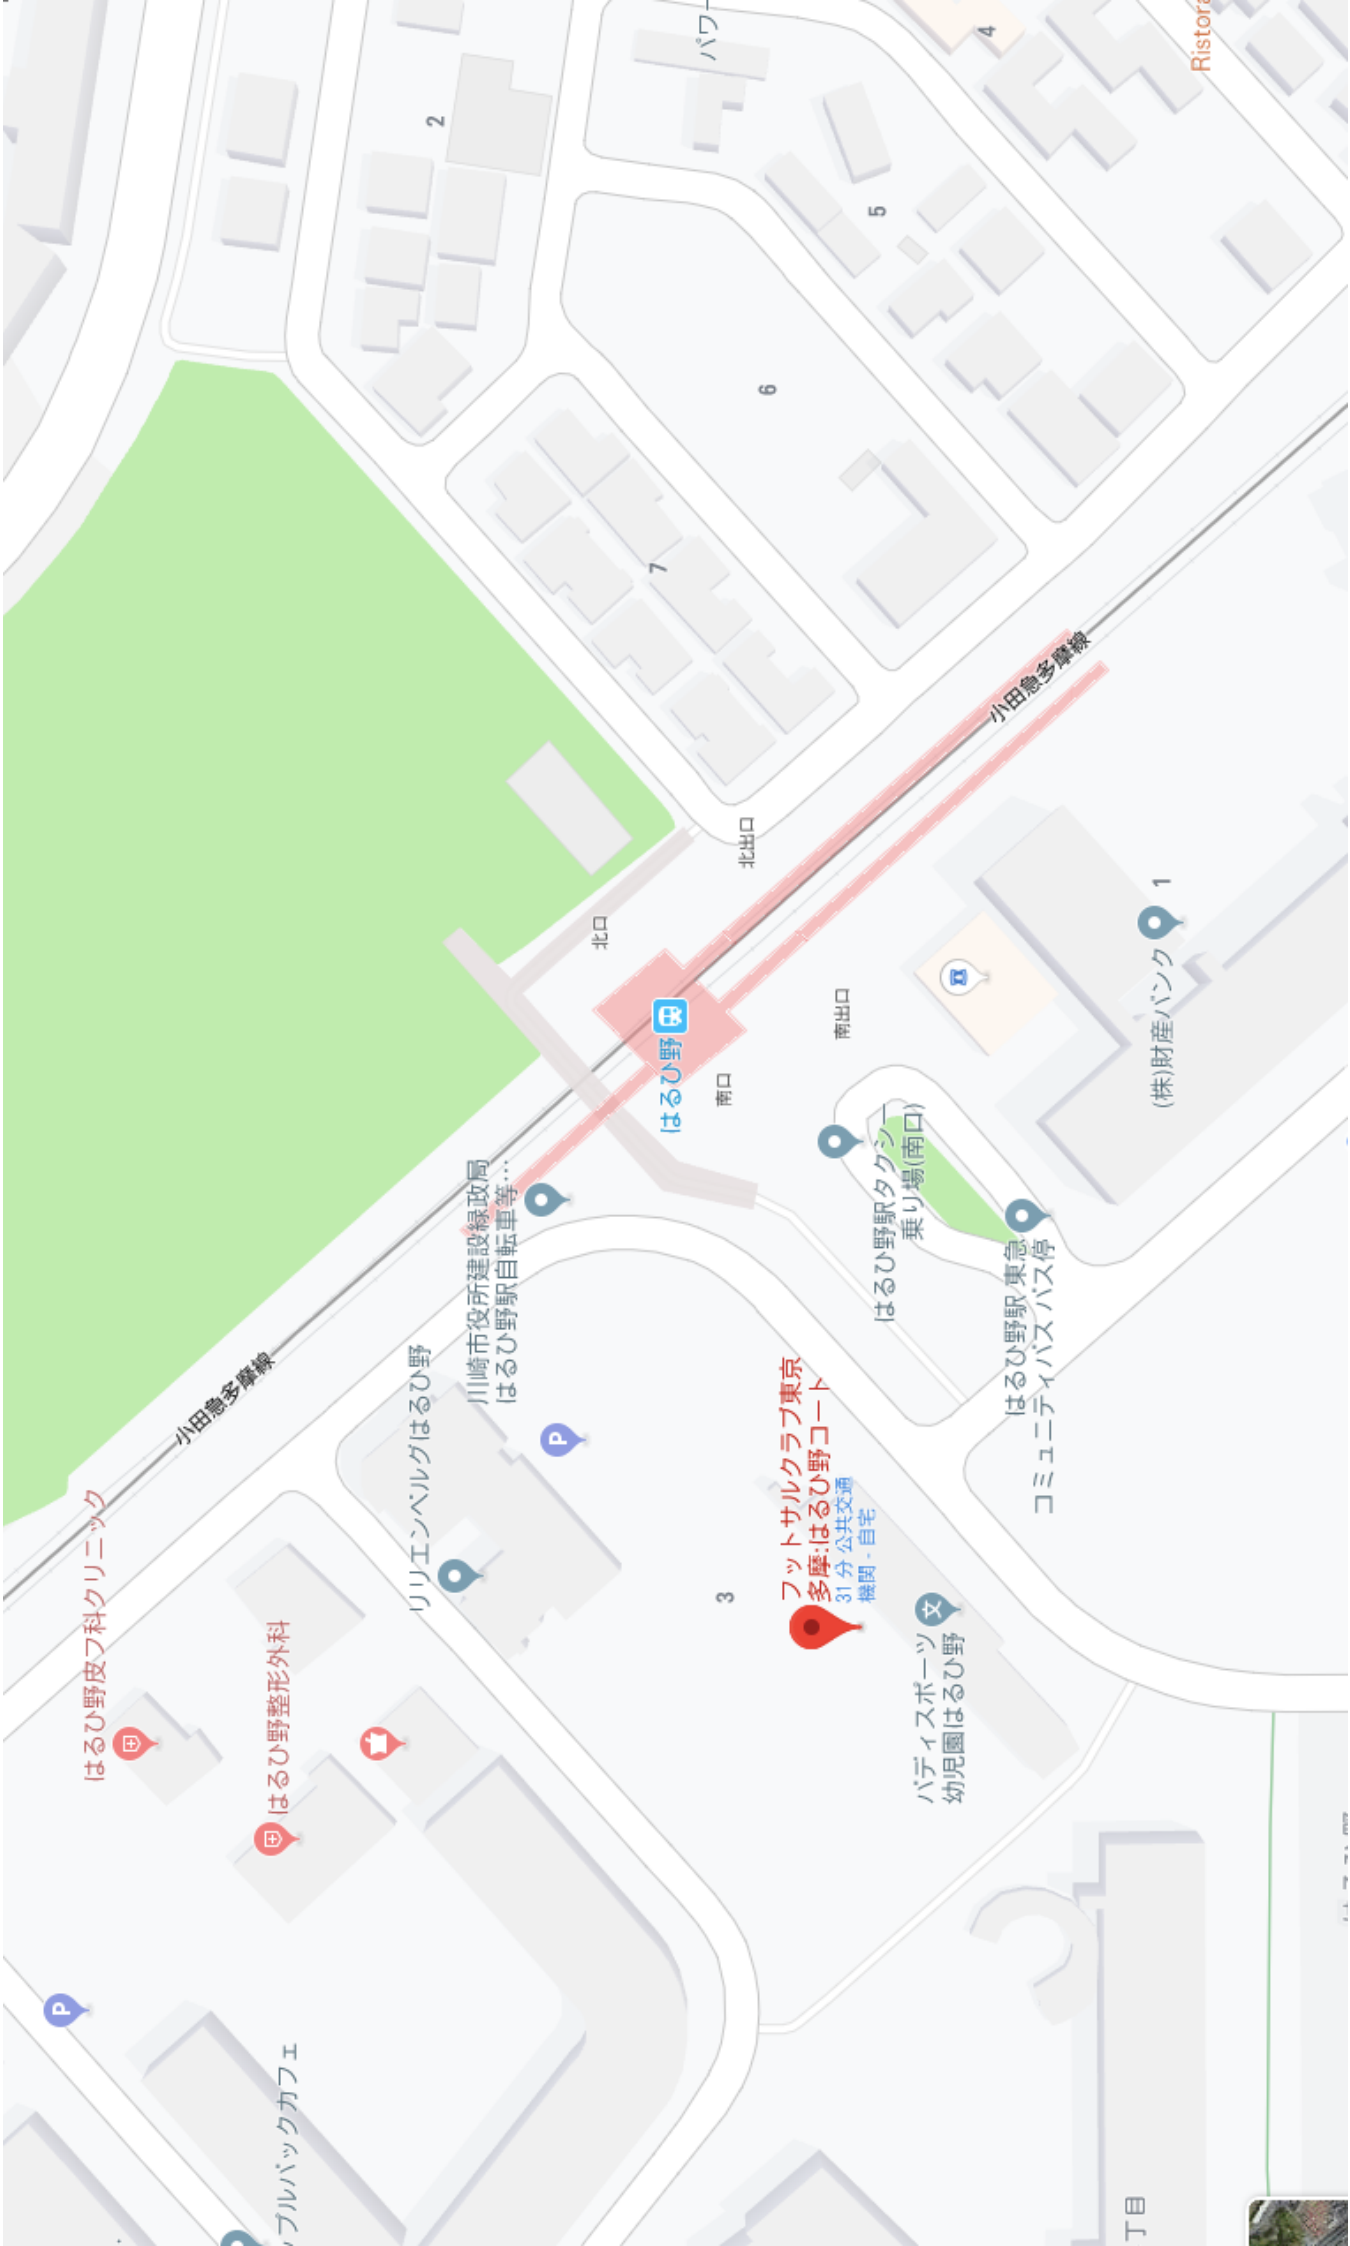 はるひ野皮フ科クリニック
はるひ野整形外科
小田急多摩線
リリエンベルグはるひ野
川崎市役所建設緑政局
はるひ野駅自転車等…
P
P
2
7
6
5
4
3
1
北口
北出口
はるひ野
南口
南出口
小田急多摩線
フットサルクラブ東京
多摩:はるひ野コート
31 分 公共交通
機関 - 自宅
バディスポーツ
幼児園はるひ野
文
はるひ野駅タクシー
乗り場(南口)
はるひ野駅 東急
コミュニティバス バス停
(株)財産バンク
パワー
Ristora
プルバックカフェ
丁目